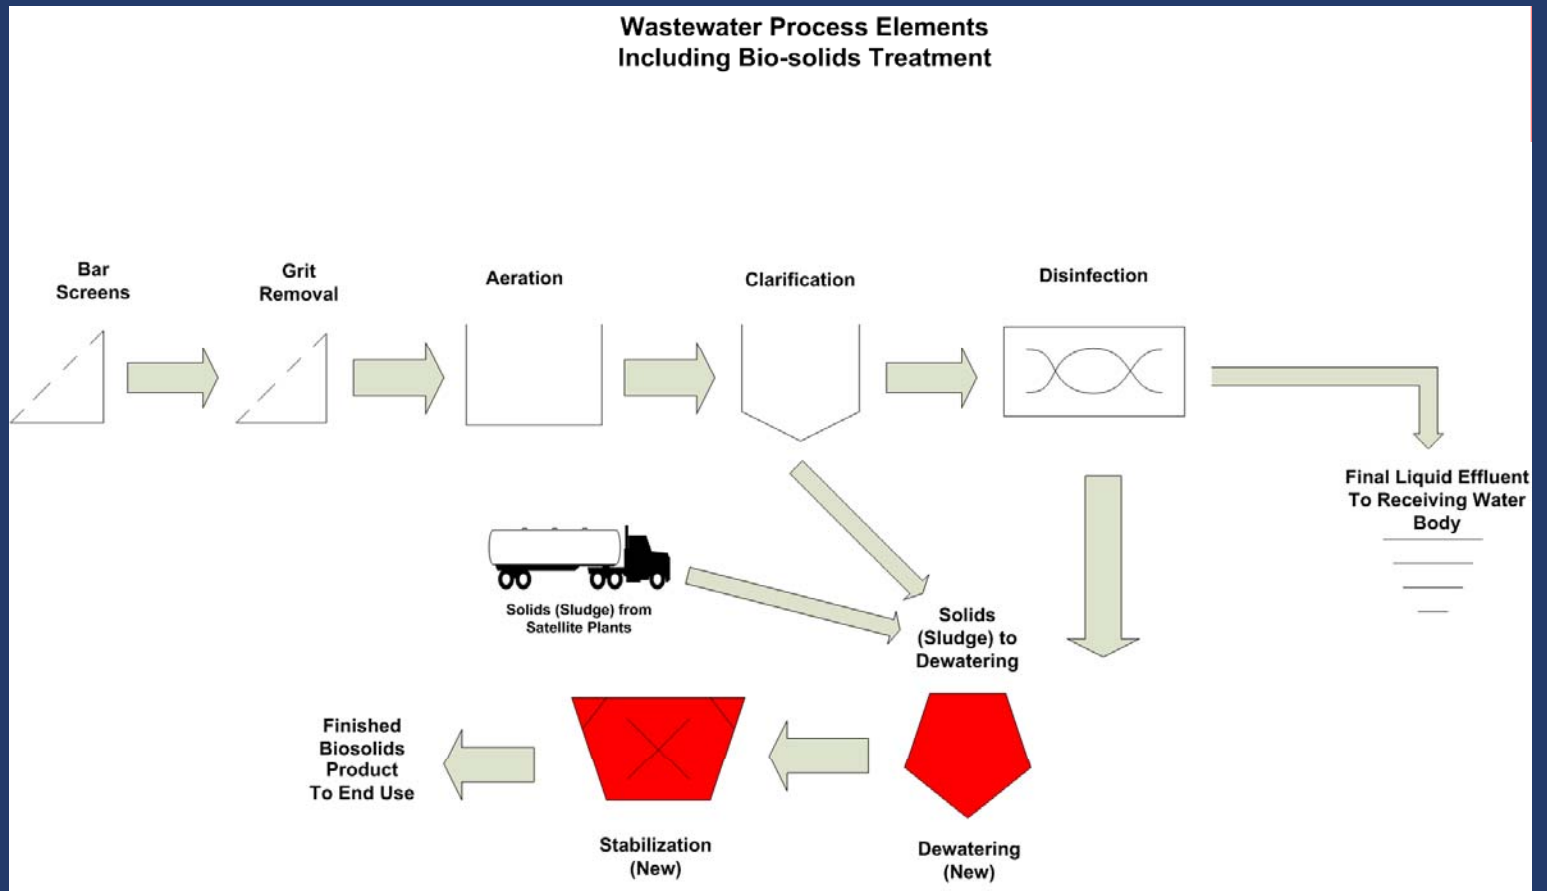 Wastewater Process Elements
Including Bio-solids Treatment
Bar
Screens
Grit
Removal
Aeration
Clarification
Disinfection
Final Liquid Effluent
To Receiving Water
Body
Solids (Sludge) from
Satellite Plants
Solids
(Sludge) to
Dewatering
Finished
Biosolids
Product
To End Use
Stabilization
(New)
Dewatering
(New)